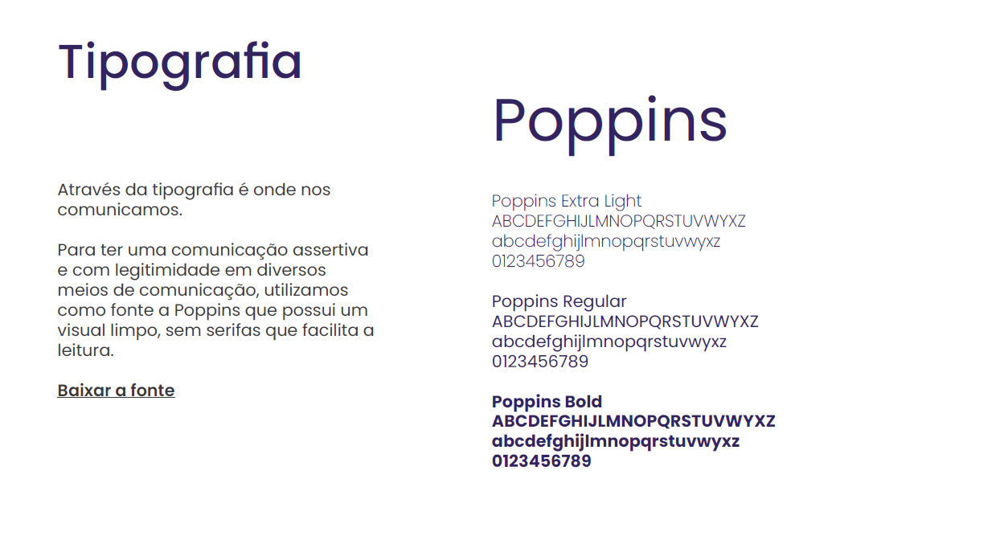 Tipografia
Poppins
Através da tipografia é onde nos
comunicamos.
Para ter uma comunicação assertiva
e com legitimidade em diversos
meios de comunicação, utilizamos
como fonte a Poppins que possui um
visual limpo, sem serifas que facilita a
leitura.
Baixar a fonte
Poppins Extra Light
ABCDEFGHIJLMNOPQRSTUVWYXZ
abcdefghijlmnopqrstuvwyxz
0123456789
Poppins Regular
ABCDEFGHIJLMNOPQRSTUVWYXZ
abcdefghijlmnopqrstuvwyxz
0123456789
Poppins Bold
ABCDEFGHIJLMNOPQRSTUVWYXZ
abcdefghijlmnopqrstuvwyxz
0123456789